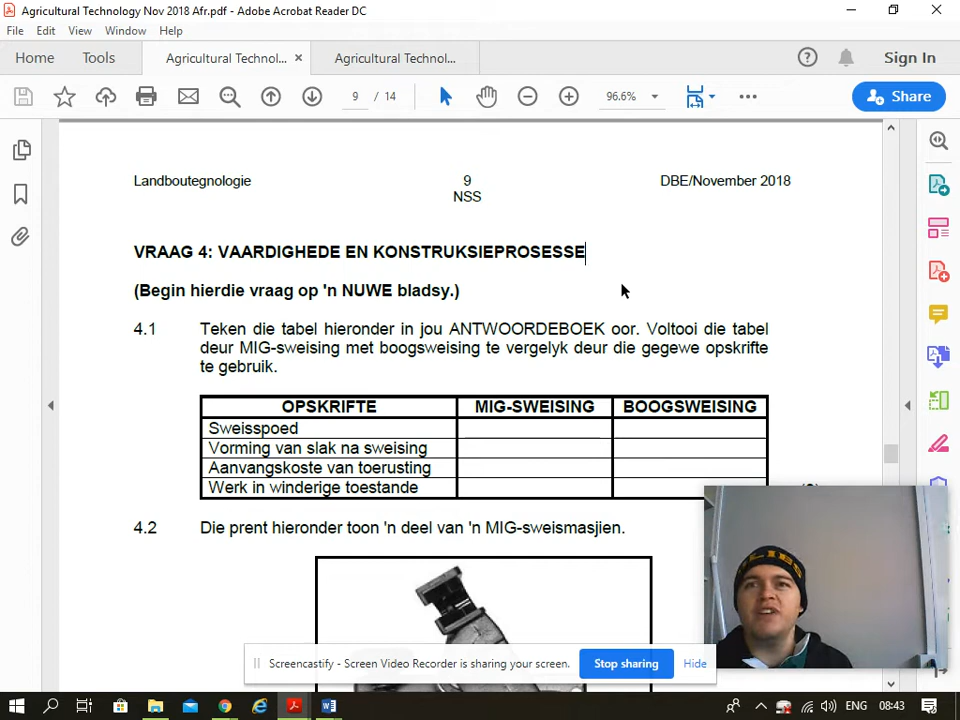 Agricultural Technology Nov 2018 Afr.pdf - Adobe Acrobat Reader DC
File Edit View Window Help
Home Tools Agricultural Technol... × Agricultural Technol... Sign In
9 / 14 96.6% Share
Landboutegnologie 9 DBE/November 2018
NSS
VRAAG 4: VAARDIGHEDE EN KONSTRUKSIEPROSESSE
(Begin hierdie vraag op 'n NUWE bladsy.)
4.1 Teken die tabel hieronder in jou ANTWOORDEBOEK oor. Voltooi die tabel
deur MIG-sweising met boogsweising te vergelyk deur die gegewe opskrifte
te gebruik.
OPSKRIFTE MIG-SWEISING BOOGSWEISING
Sweisspoed
Vorming van slak na sweising
Aanvangskoste van toerusting
Werk in winderige toestande
4.2 Die prent hieronder toon 'n deel van 'n MIG-sweismasjien.
Screencastify - Screen Video Recorder is sharing your screen. Stop sharing Hide
ENG 08:43